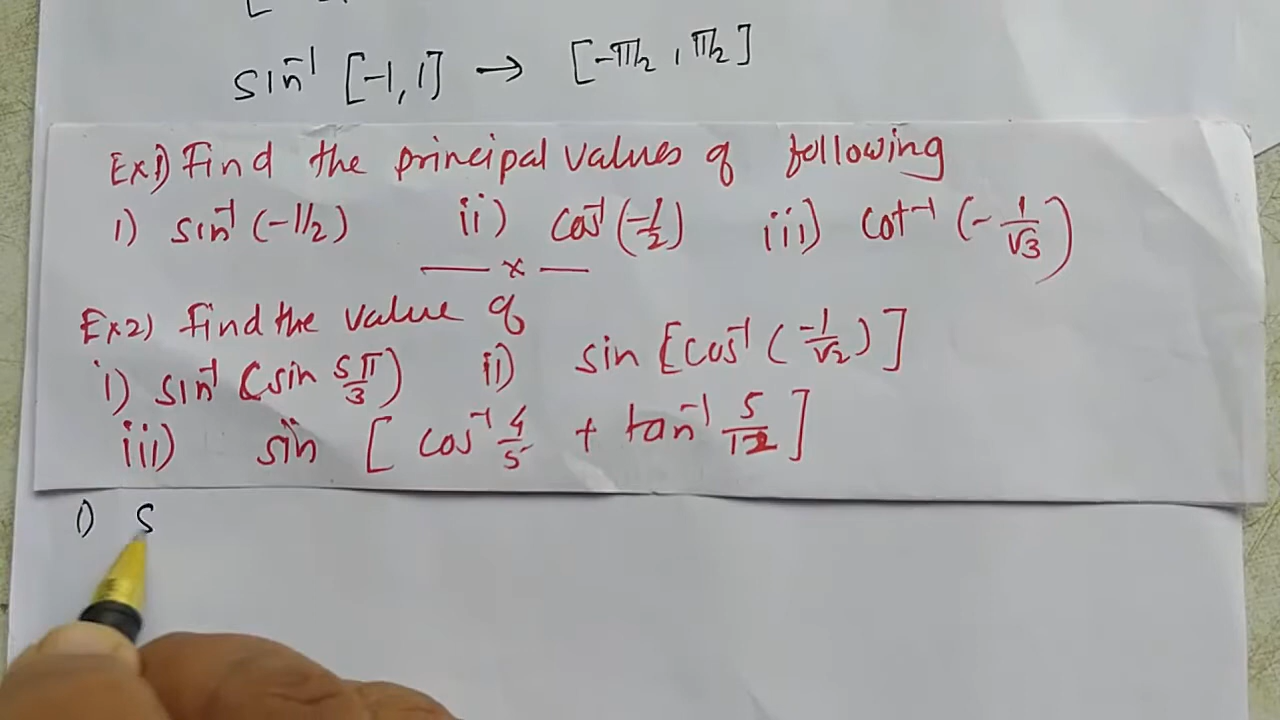 sin⁻¹ [-1, 1] → [-π/2, π/2]
Ex1) Find the principal values of following
i) sin⁻¹ (-1/2) ii) cos⁻¹ (-1/2) iii) cot⁻¹ (- 1/√3)
— x —
Ex2) Find the value of
i) sin⁻¹ (sin 5π/3) ii) sin [cos⁻¹ (-1/√2)]
iii) sin [cos⁻¹ 4/5 + tan⁻¹ 5/12]
i) S